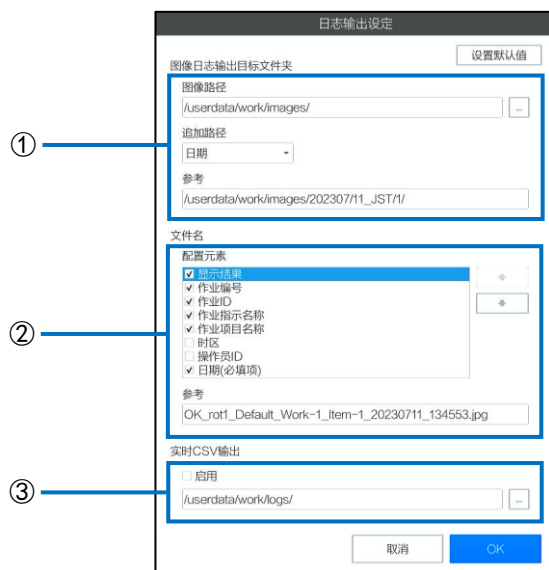 日志输出设定
设置默认值
图像日志输出目标文件夹
①
图像路径
/userdata/work/images/
...
追加路径
日期
参考
/userdata/work/images/202307/11_JST/1/
文件名
②
配置元素
显示结果
作业编号
作业ID
作业指示名称
作业项目名称
时区
操作员ID
日期(必填项)
参考
OK_rot1_Default_Work-1_Item-1_20230711_134553.jpg
实时CSV输出
③
启用
/userdata/work/logs/
...
取消
OK